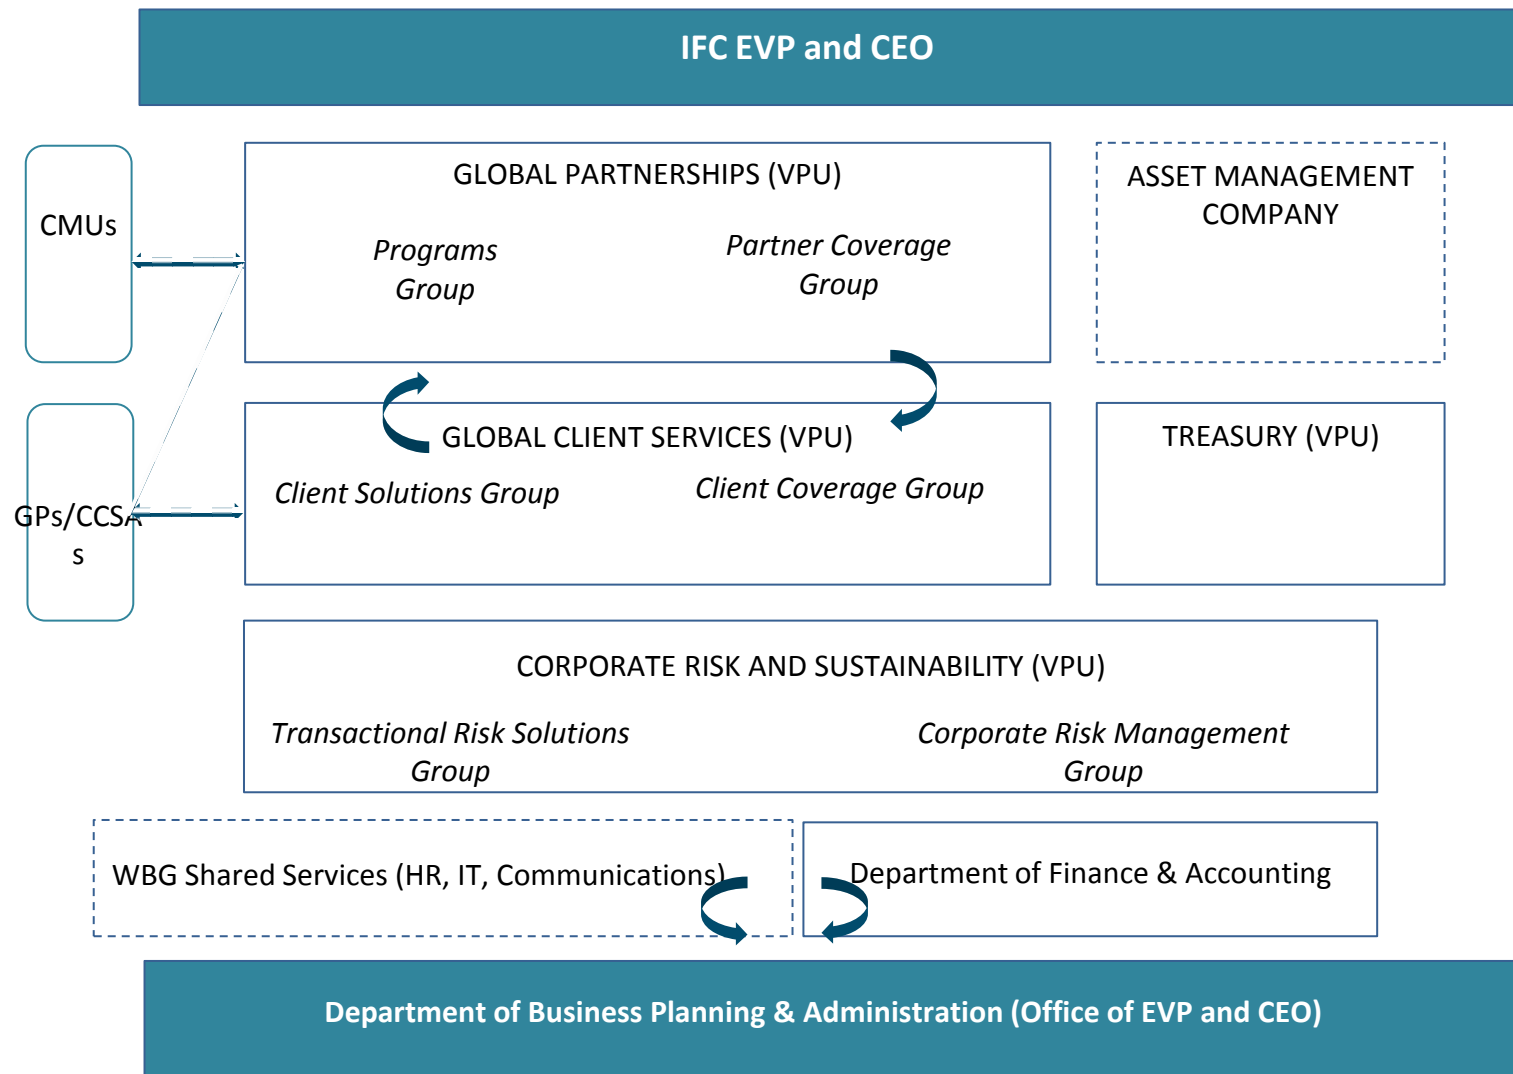 IFC EVP and CEO
CMUs
GLOBAL PARTNERSHIPS (VPU)
Programs
Group
Partner Coverage
Group
ASSET MANAGEMENT
COMPANY
GPs/CCSA
s
GLOBAL CLIENT SERVICES (VPU)
Client Solutions Group
Client Coverage Group
TREASURY (VPU)
CORPORATE RISK AND SUSTAINABILITY (VPU)
Transactional Risk Solutions
Group
Corporate Risk Management
Group
WBG Shared Services (HR, IT, Communications)
Department of Finance & Accounting
Department of Business Planning & Administration (Office of EVP and CEO)